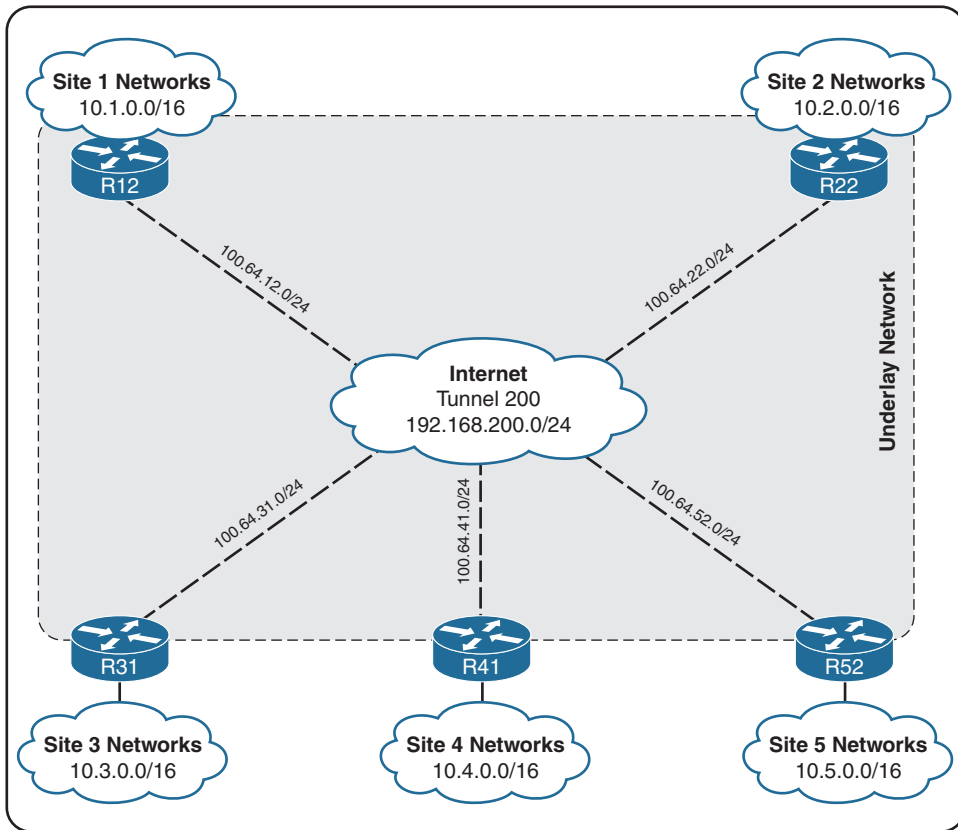 Site 1 Networks
10.1.0.0/16
Site 2 Networks
10.2.0.0/16
R12
R22
100.64.12.0/24
100.64.22.0/24
Underlay Network
Internet
Tunnel 200
192.168.200.0/24
100.64.31.0/24
100.64.41.0/24
100.64.52.0/24
R31
R41
R52
Site 3 Networks
10.3.0.0/16
Site 4 Networks
10.4.0.0/16
Site 5 Networks
10.5.0.0/16